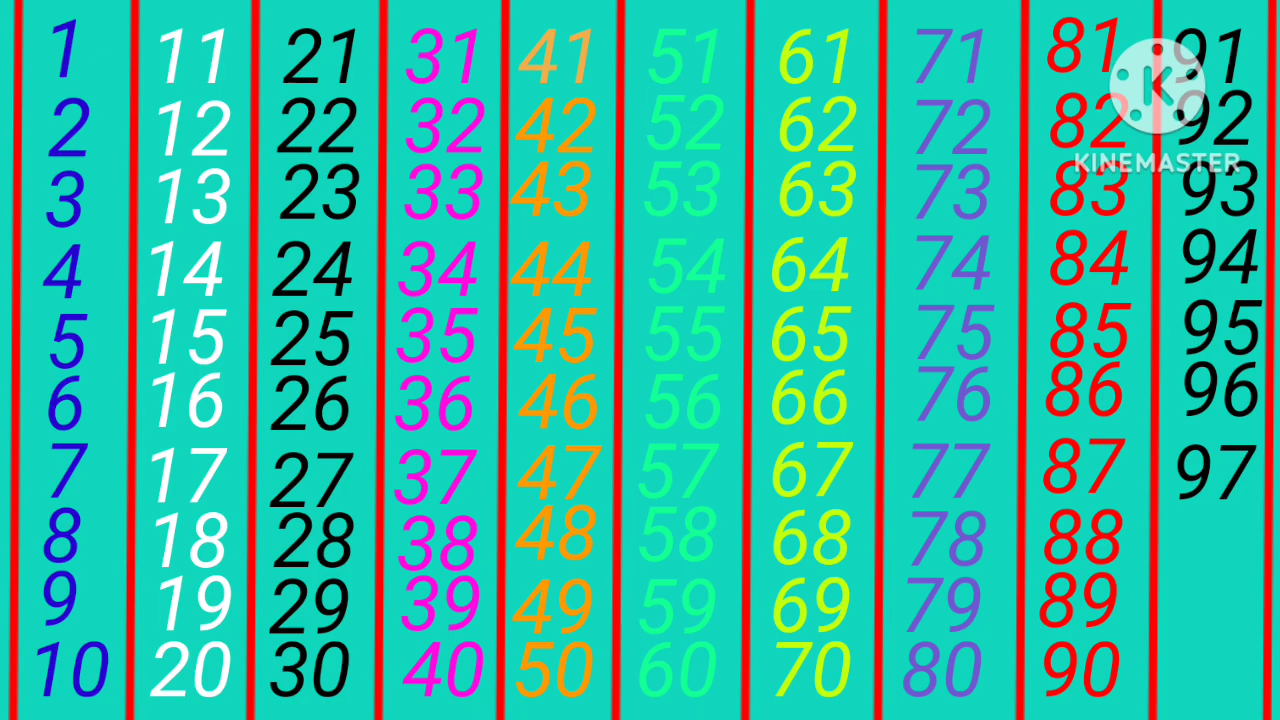 1 11 21 31 41 51 61 71 81 91
2 12 22 32 42 52 62 72 82 92
3 13 23 33 43 53 63 73 83 93
4 14 24 34 44 54 64 74 84 94
5 15 25 35 45 55 65 75 85 95
6 16 26 36 46 56 66 76 86 96
7 17 27 37 47 57 67 77 87 97
8 18 28 38 48 58 68 78 88
9 19 29 39 49 59 69 79 89
10 20 30 40 50 60 70 80 90
K
KINEMASTER